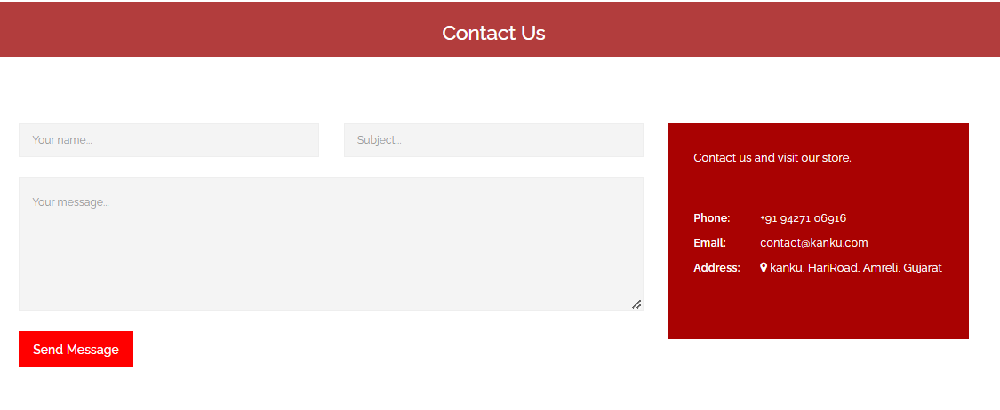 Contact Us
Your name...
Subject...
Your message...
Send Message
Contact us and visit our store.
Phone: +91 94271 06916
Email: contact@kanku.com
Address: kanku, HariRoad, Amreli, Gujarat